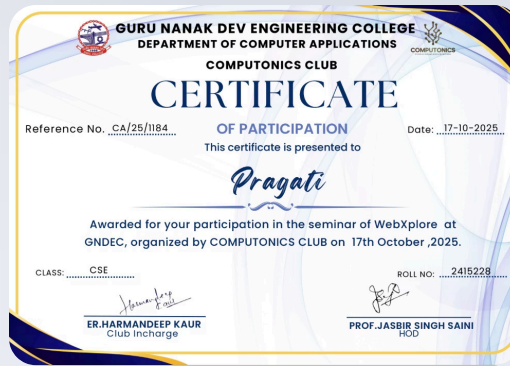 GURU NANAK DEV ENGINEERING COLLEGE
DEPARTMENT OF COMPUTER APPLICATIONS
COMPUTONICS
COMPUTONICS CLUB
CERTIFICATE
Reference No. CA/25/1184
OF PARTICIPATION
Date: 17-10-2025
This certificate is presented to
Pragati
Awarded for your participation in the seminar of WebXplore at
GNDEC, organized by COMPUTONICS CLUB on 17th October ,2025.
CLASS: CSE
ROLL NO: 2415228
Harmandeep Kaur
ER.HARMANDEEP KAUR
Club Incharge
PROF.JASBIR SINGH SAINI
HOD